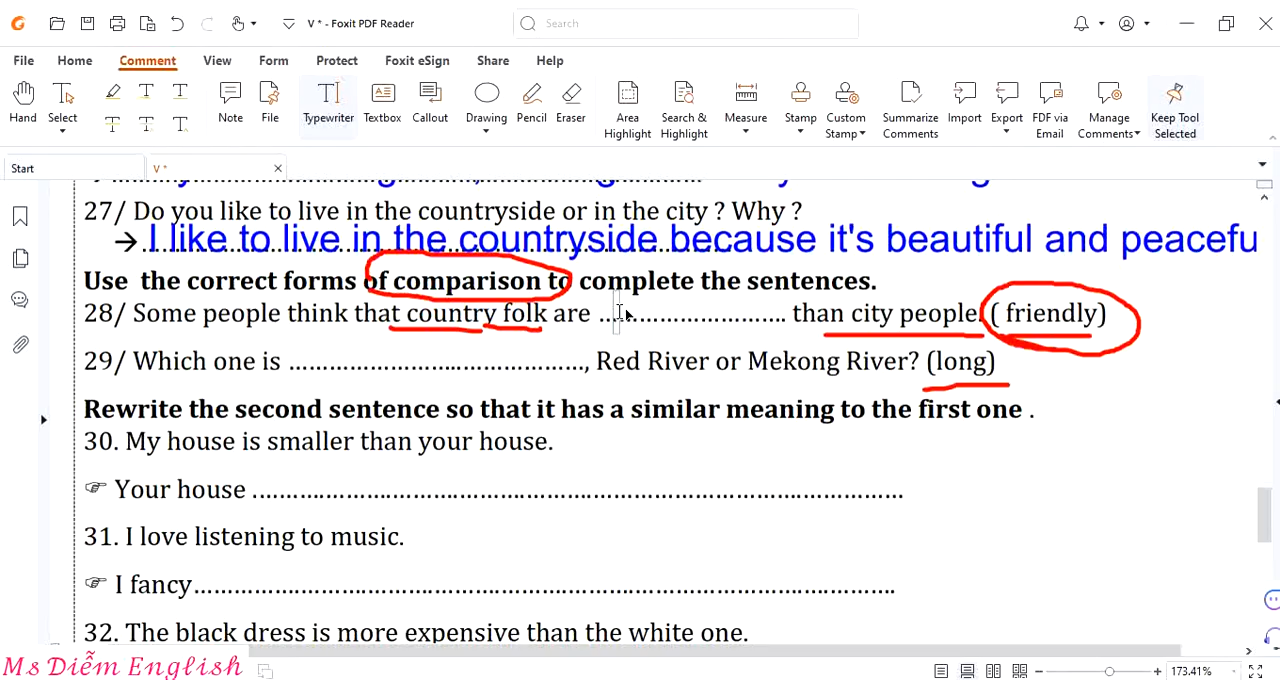 V * - Foxit PDF Reader
Search
File Home Comment View Form Protect Foxit eSign Share Help
Hand Select Note File Typewriter Textbox Callout Drawing Pencil Eraser Area Highlight Search & Highlight Measure Stamp Custom Stamp Summarize Comments Import Export FDF via Email Manage Comments Keep Tool Selected
Start V *
27/ Do you like to live in the countryside or in the city ? Why ?
→ I like to live in the countryside because it's beautiful and peacefu
Use the correct forms of comparison to complete the sentences.
28/ Some people think that country folk are ........................... than city people. ( friendly)
29/ Which one is ......................................, Red River or Mekong River? (long)
Rewrite the second sentence so that it has a similar meaning to the first one .
30. My house is smaller than your house.
☞ Your house ..........................................................................................
31. I love listening to music.
☞ I fancy..........................................................................................
32. The black dress is more expensive than the white one.
Ms Diễm English
173.41%